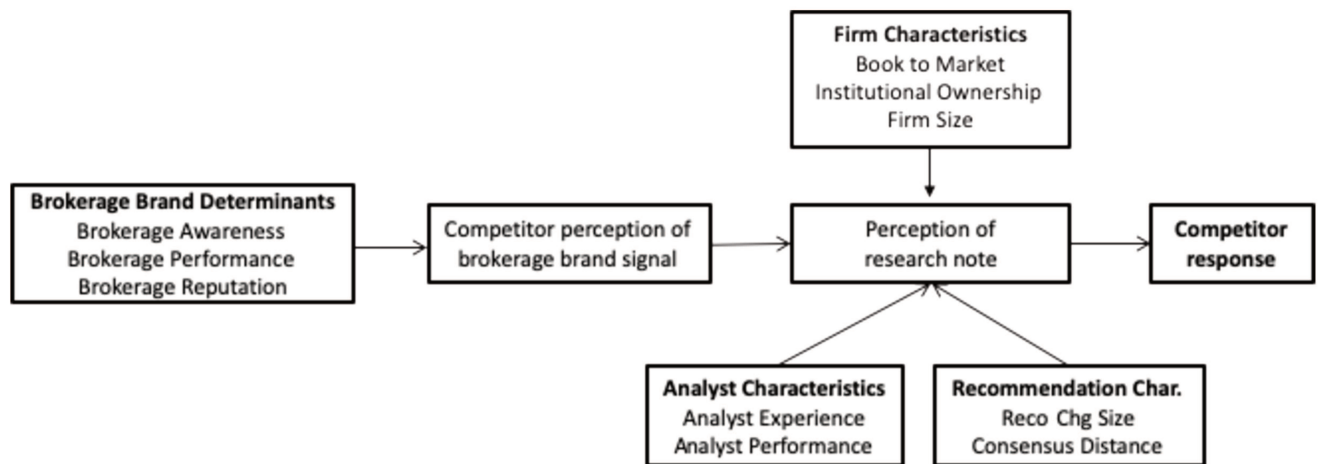 Firm Characteristics
Book to Market
Institutional Ownership
Firm Size
Brokerage Brand Determinants
Brokerage Awareness
Brokerage Performance
Brokerage Reputation
Competitor perception of
brokerage brand signal
Perception of
research note
Competitor
response
Analyst Characteristics
Analyst Experience
Analyst Performance
Recommendation Char.
Reco Chg Size
Consensus Distance